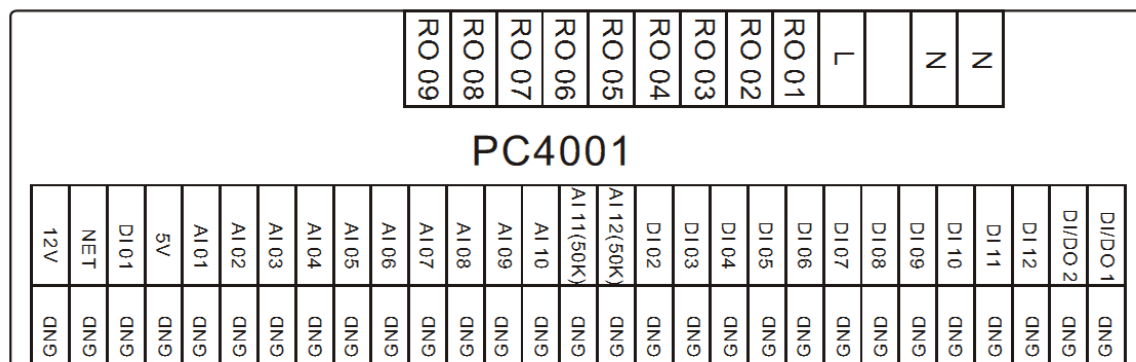 RO 09 RO 08 RO 07 RO 06 RO 05 RO 04 RO 03 RO 02 RO 01 L N N
PC4001
12V NET DI 01 5V AI 01 AI 02 AI 03 AI 04 AI 05 AI 06 AI 07 AI 08 AI 09 AI 10 AI 11(50K) AI 12(50K) DI 02 DI 03 DI 04 DI 05 DI 06 DI 07 DI 08 DI 09 DI 10 DI 11 DI 12 DI/DO 2 DI/DO 1
GND GND GND GND GND GND GND GND GND GND GND GND GND GND GND GND GND GND GND GND GND GND GND GND GND GND GND GND GND